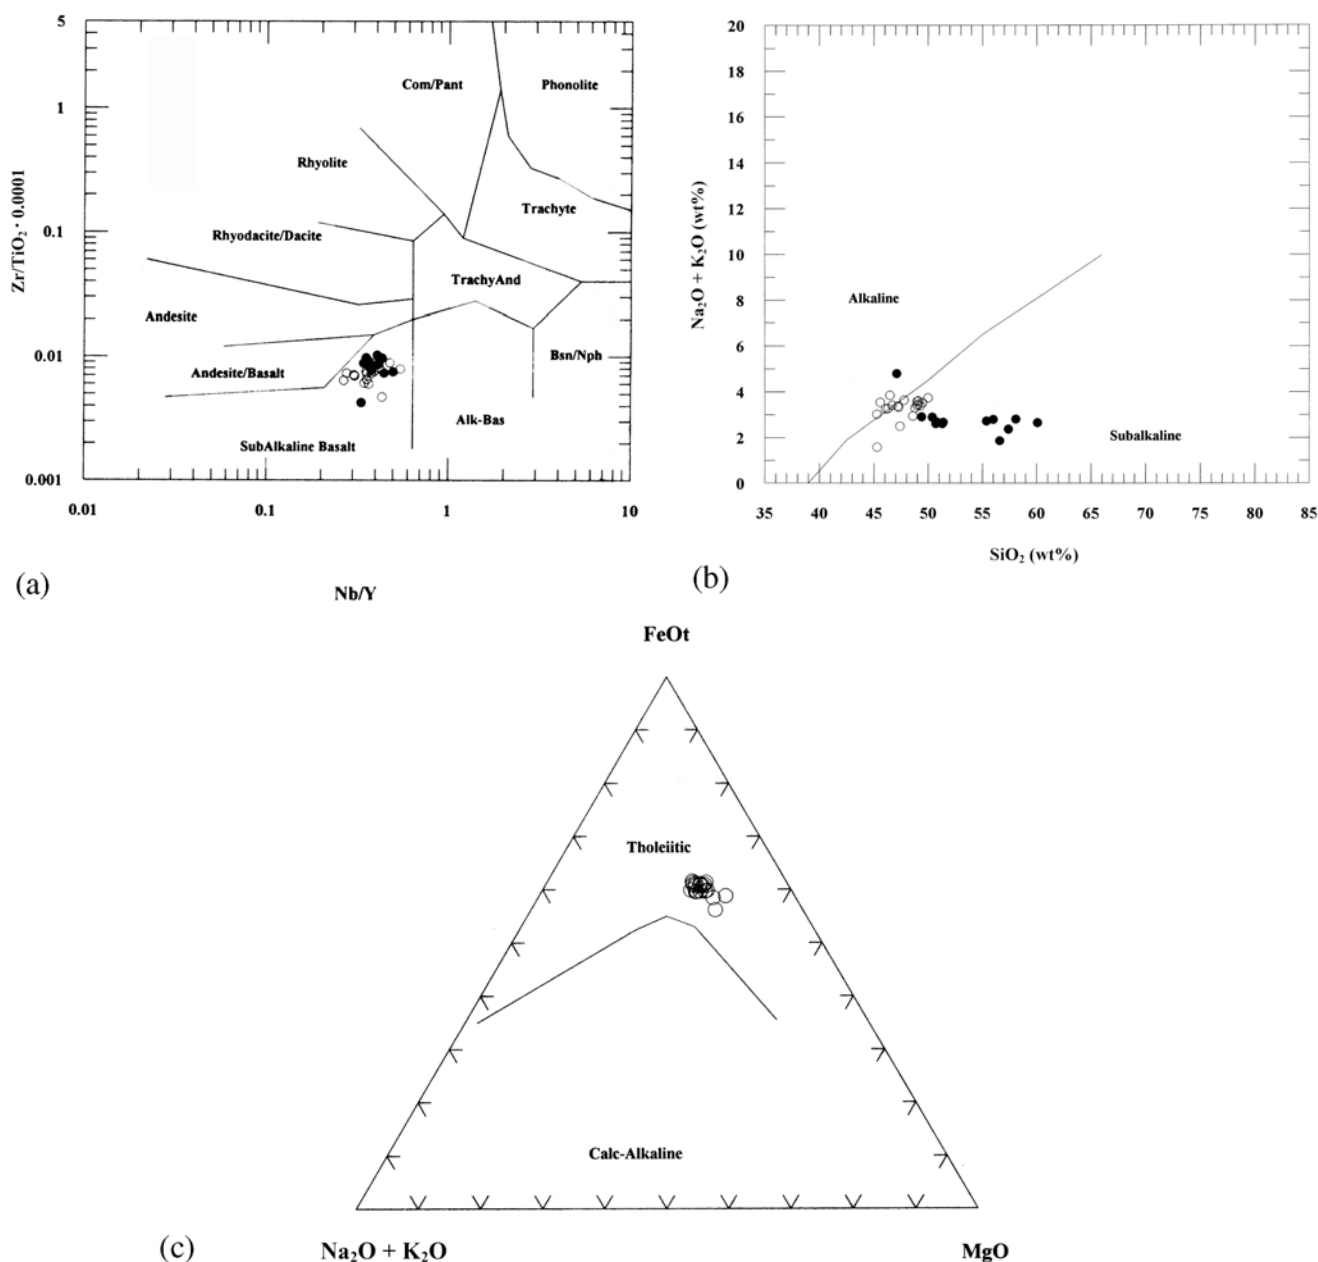 5
1
0.1
0.01
0.001
Zr/TiO₂· 0.0001
Com/Pant
Phonolite
Rhyolite
Trachyte
Rhyodacite/Dacite
TrachyAnd
Andesite
Bsn/Nph
Andesite/Basalt
Alk-Bas
SubAlkaline Basalt
0.01
0.1
1
10
(a)
Nb/Y
20
18
16
14
12
10
8
6
4
2
0
Na₂O + K₂O (wt%)
Alkaline
Subalkaline
35 40 45 50 55 60 65 70 75 80 85
SiO₂ (wt%)
(b)
FeOt
Tholeiitic
Calc-Alkaline
(c)
Na₂O + K₂O
MgO